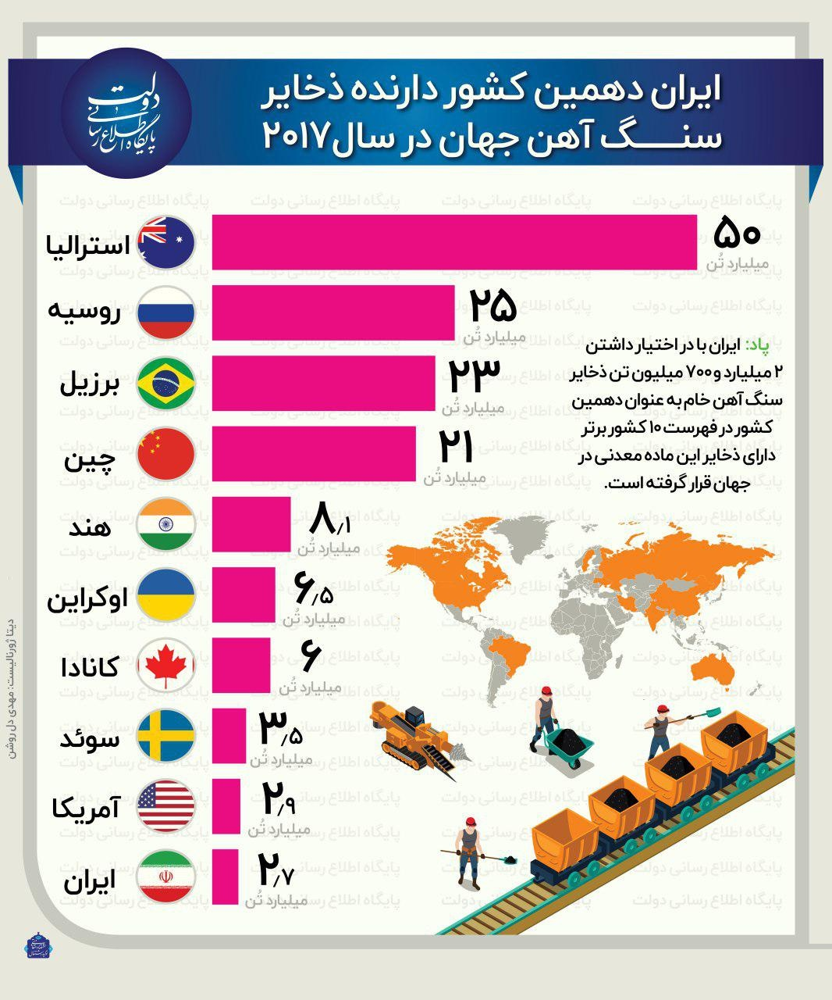 ایران دهمین کشور دارنده ذخایر
سنگ آهن جهان در سال۲۰۱۷
دولت
پایگاه اطلاع رسانی
استرالیا
۵۰
میلیارد تُن
روسیه
۲۵
میلیارد تُن
برزیل
۲۳
میلیارد تُن
چین
۲۱
میلیارد تُن
هند
۸٫۱
میلیارد تُن
اوکراین
۶٫۵
میلیارد تُن
کانادا
۶
میلیارد تُن
سوئد
۳٫۵
میلیارد تُن
آمریکا
۲٫۹
میلیارد تُن
ایران
۲٫۷
میلیارد تُن
پاد: ایران با در اختیار داشتن
۲ میلیارد و ۷۰۰ میلیون تن ذخایر
سنگ آهن خام به عنوان دهمین
کشور در فهرست ۱۰ کشور برتر
دارای ذخایر این ماده معدنی در
جهان قرار گرفته است.
دیتا ژورنالیست: مهدی دل روشن
پایگاه اطلاع رسانی دولت